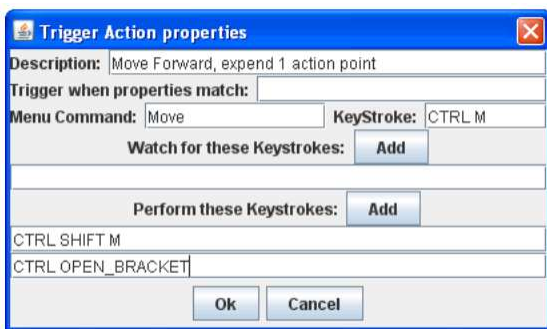 Trigger Action properties
Description: Move Forward, expend 1 action point
Trigger when properties match:
Menu Command: Move KeyStroke: CTRL M
Watch for these Keystrokes: Add
Perform these Keystrokes: Add
CTRL SHIFT M
CTRL OPEN_BRACKET
Ok Cancel